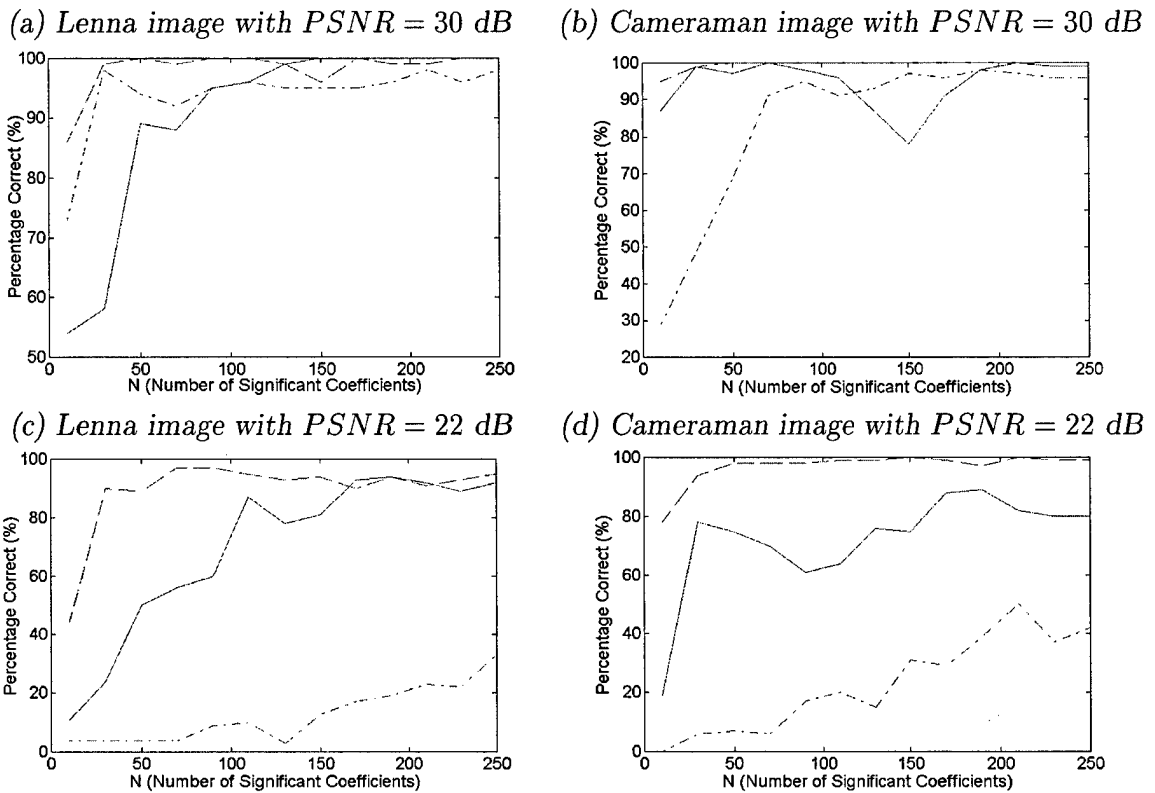 (a) Lenna image with PSNR = 30 dB
100
90
80
70
60
50
Percentage Correct (%)
0 50 100 150 200 250
N (Number of Significant Coefficients)
(b) Cameraman image with PSNR = 30 dB
100
90
80
70
60
50
40
30
20
Percentage Correct (%)
0 50 100 150 200 250
N (Number of Significant Coefficients)
(c) Lenna image with PSNR = 22 dB
100
80
60
40
20
0
Percentage Correct (%)
0 50 100 150 200 250
N (Number of Significant Coefficients)
(d) Cameraman image with PSNR = 22 dB
100
80
60
40
20
0
Percentage Correct (%)
0 50 100 150 200 250
N (Number of Significant Coefficients)